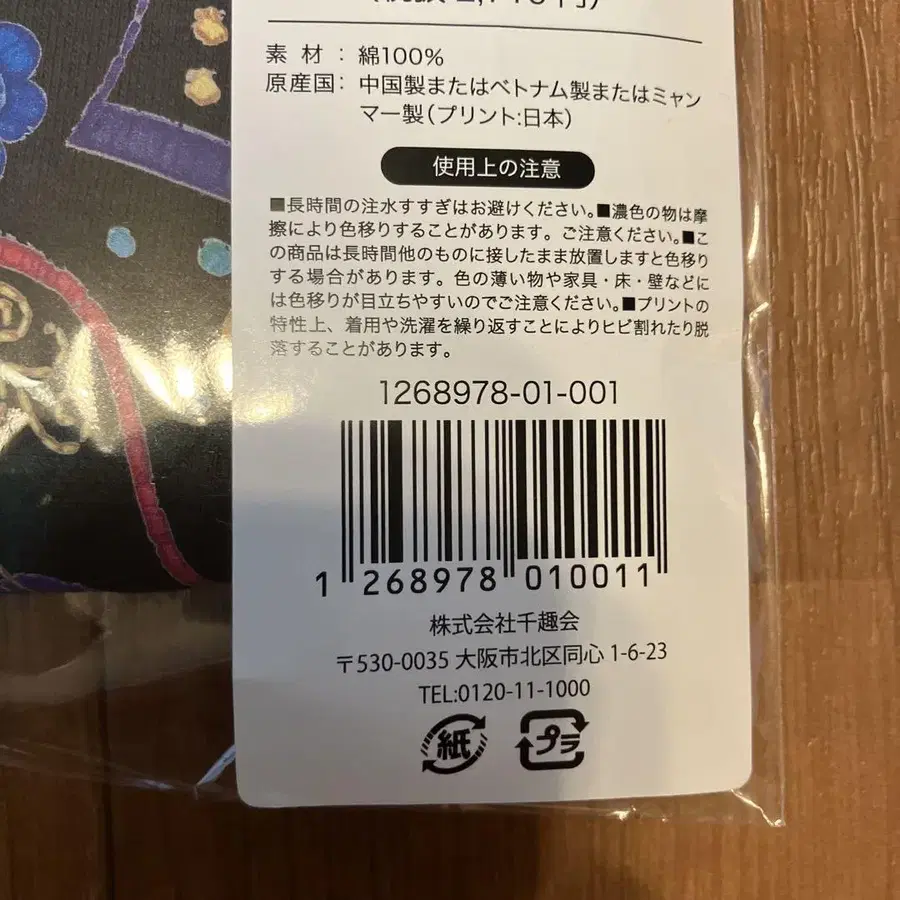 素材：綿100%
原産国：中国製またはベトナム製またはミャン
マー製(プリント:日本)
使用上の注意
■長時間の注水すすぎはお避けください。■濃色の物は摩
擦により色移りすることがあります。ご注意ください。■こ
の商品は長時間他のものに接したまま放置しますと色移り
する場合があります。色の薄い物や家具・床・壁などに
は色移りが目立ちやすいのでご注意ください。■プリントの
特性上、着用や洗濯を繰り返すことによりヒビ割れたり脱
落することがあります。
1268978-01-001
1 268978 010011
株式会社千趣会
〒530-0035 大阪市北区同心 1-6-23
TEL:0120-11-1000
紙 プラ